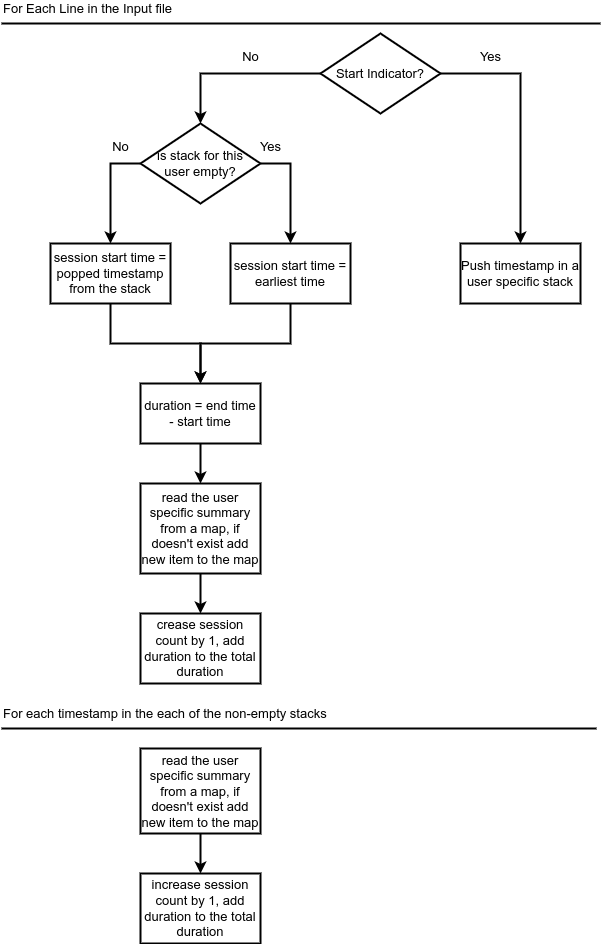 For Each Line in the Input file
No
Start Indicator?
Yes
No
Is stack for this
user empty?
Yes
session start time =
popped timestamp
from the stack
session start time =
earliest time
Push timestamp in a
user specific stack
duration = end time
- start time
read the user
specific summary
from a map, if
doesn't exist add
new item to the map
crease session
count by 1, add
duration to the total
duration
For each timestamp in the each of the non-empty stacks
read the user
specific summary
from a map, if
doesn't exist add
new item to the map
increase session
count by 1, add
duration to the total
duration